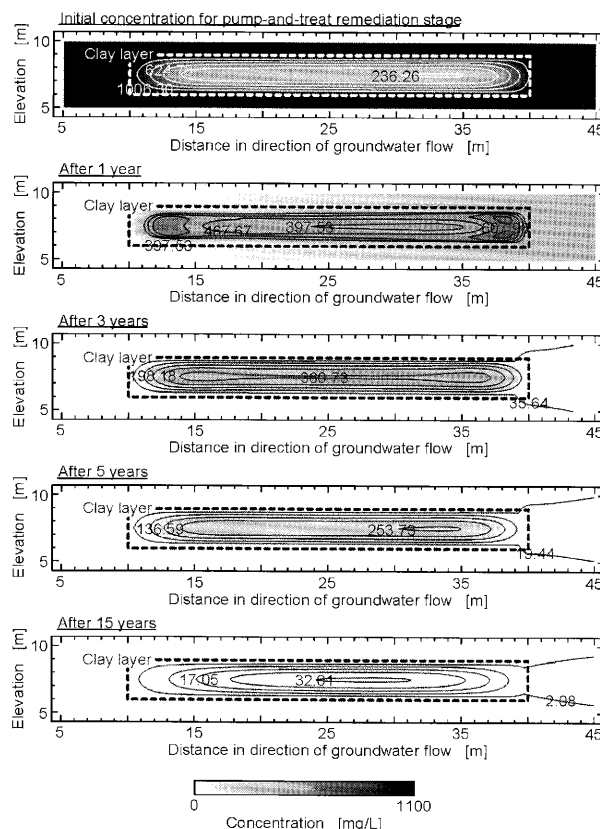 Initial concentration for pump-and-treat remediation stage
Elevation [m]
10
5
Clay layer
236.26
5 15 25 35 45
Distance in direction of groundwater flow [m]
After 1 year
Elevation [m]
10
5
Clay layer
397.53
397.53
5 15 25 35 45
Distance in direction of groundwater flow [m]
After 3 years
Elevation [m]
10
5
Clay layer
198.18
360.73
35.64
5 15 25 35 45
Distance in direction of groundwater flow [m]
After 5 years
Elevation [m]
10
5
Clay layer
136.59
253.73
19.44
5 15 25 35 45
Distance in direction of groundwater flow [m]
After 15 years
Elevation [m]
10
5
Clay layer
17.05
32.01
2.08
5 15 25 35 45
Distance in direction of groundwater flow [m]
0 1100
Concentration [mg/L]